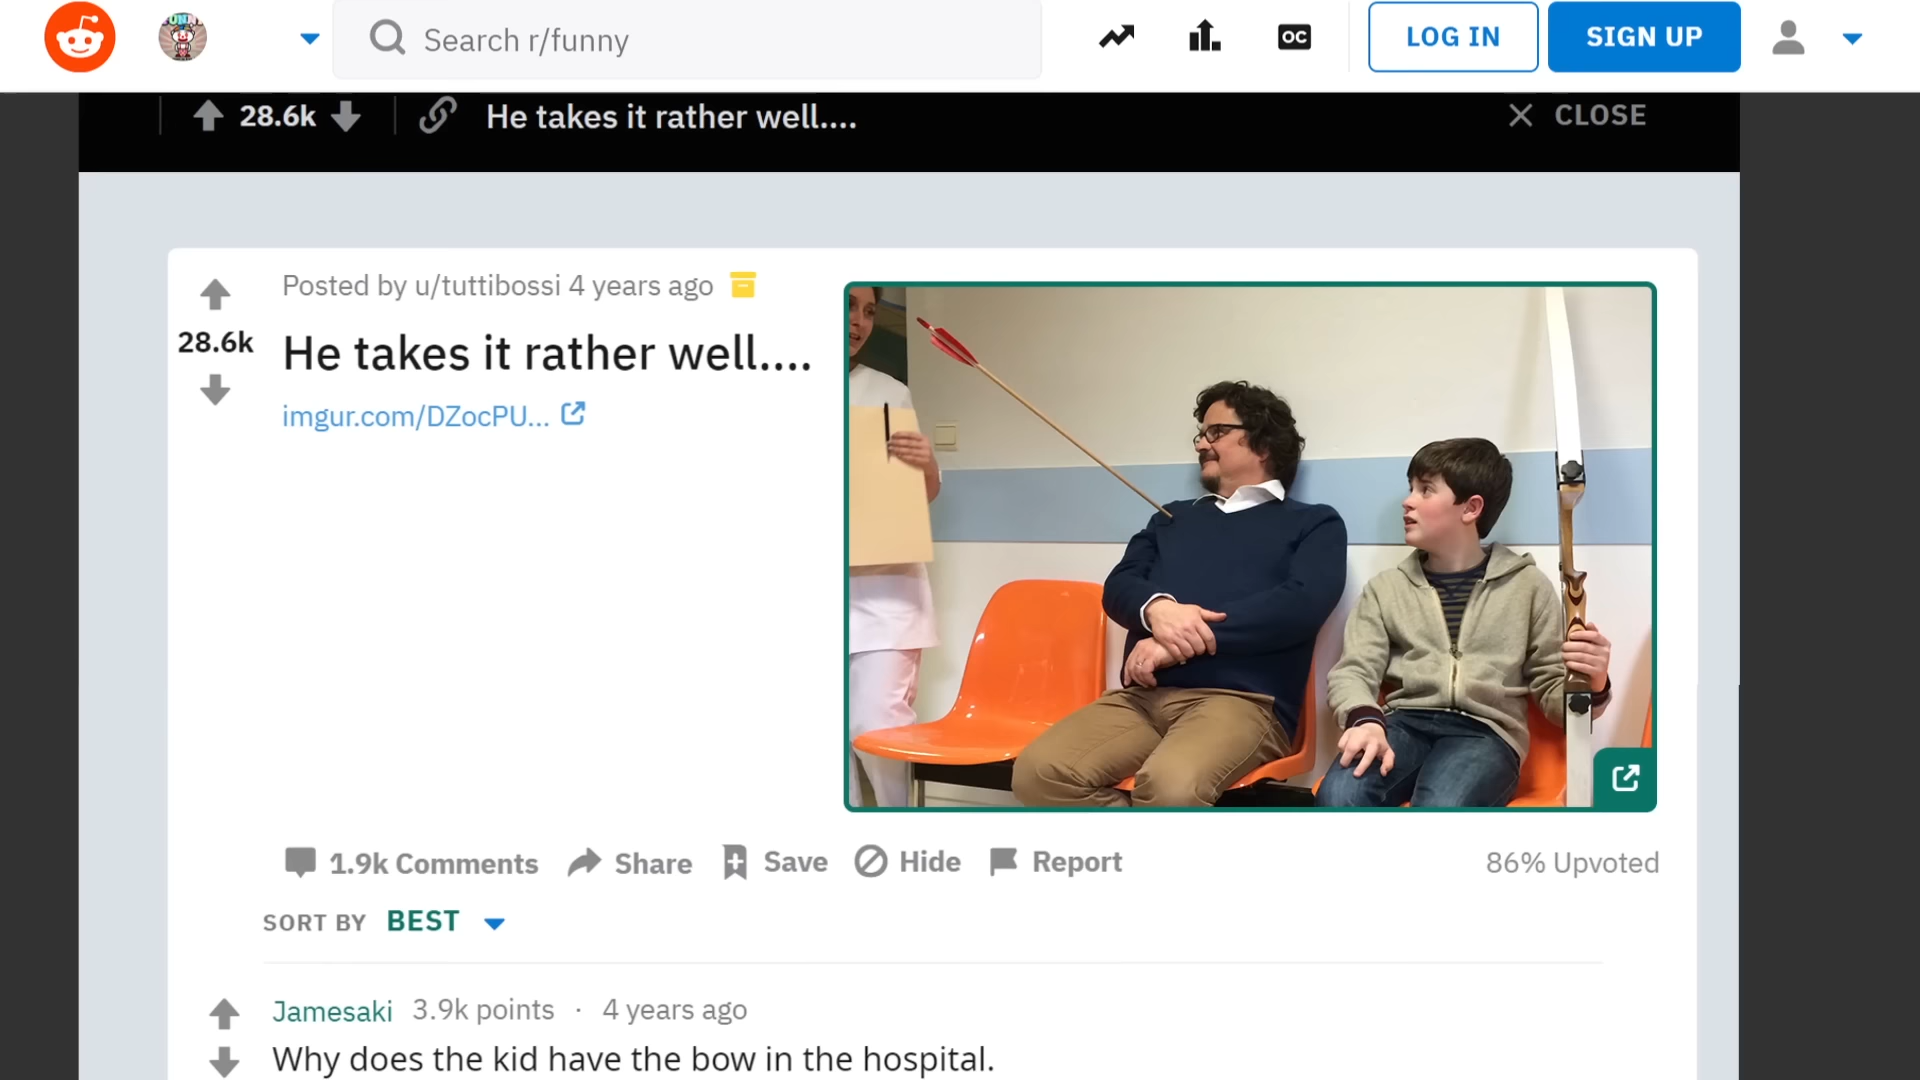 Search r/funny
OC
LOG IN
SIGN UP
28.6k
He takes it rather well....
CLOSE
Posted by u/tuttibossi 4 years ago
28.6k
He takes it rather well....
imgur.com/DZocPU...
1.9k Comments
Share
Save
Hide
Report
86% Upvoted
SORT BY BEST
Jamesaki 3.9k points · 4 years ago
Why does the kid have the bow in the hospital.